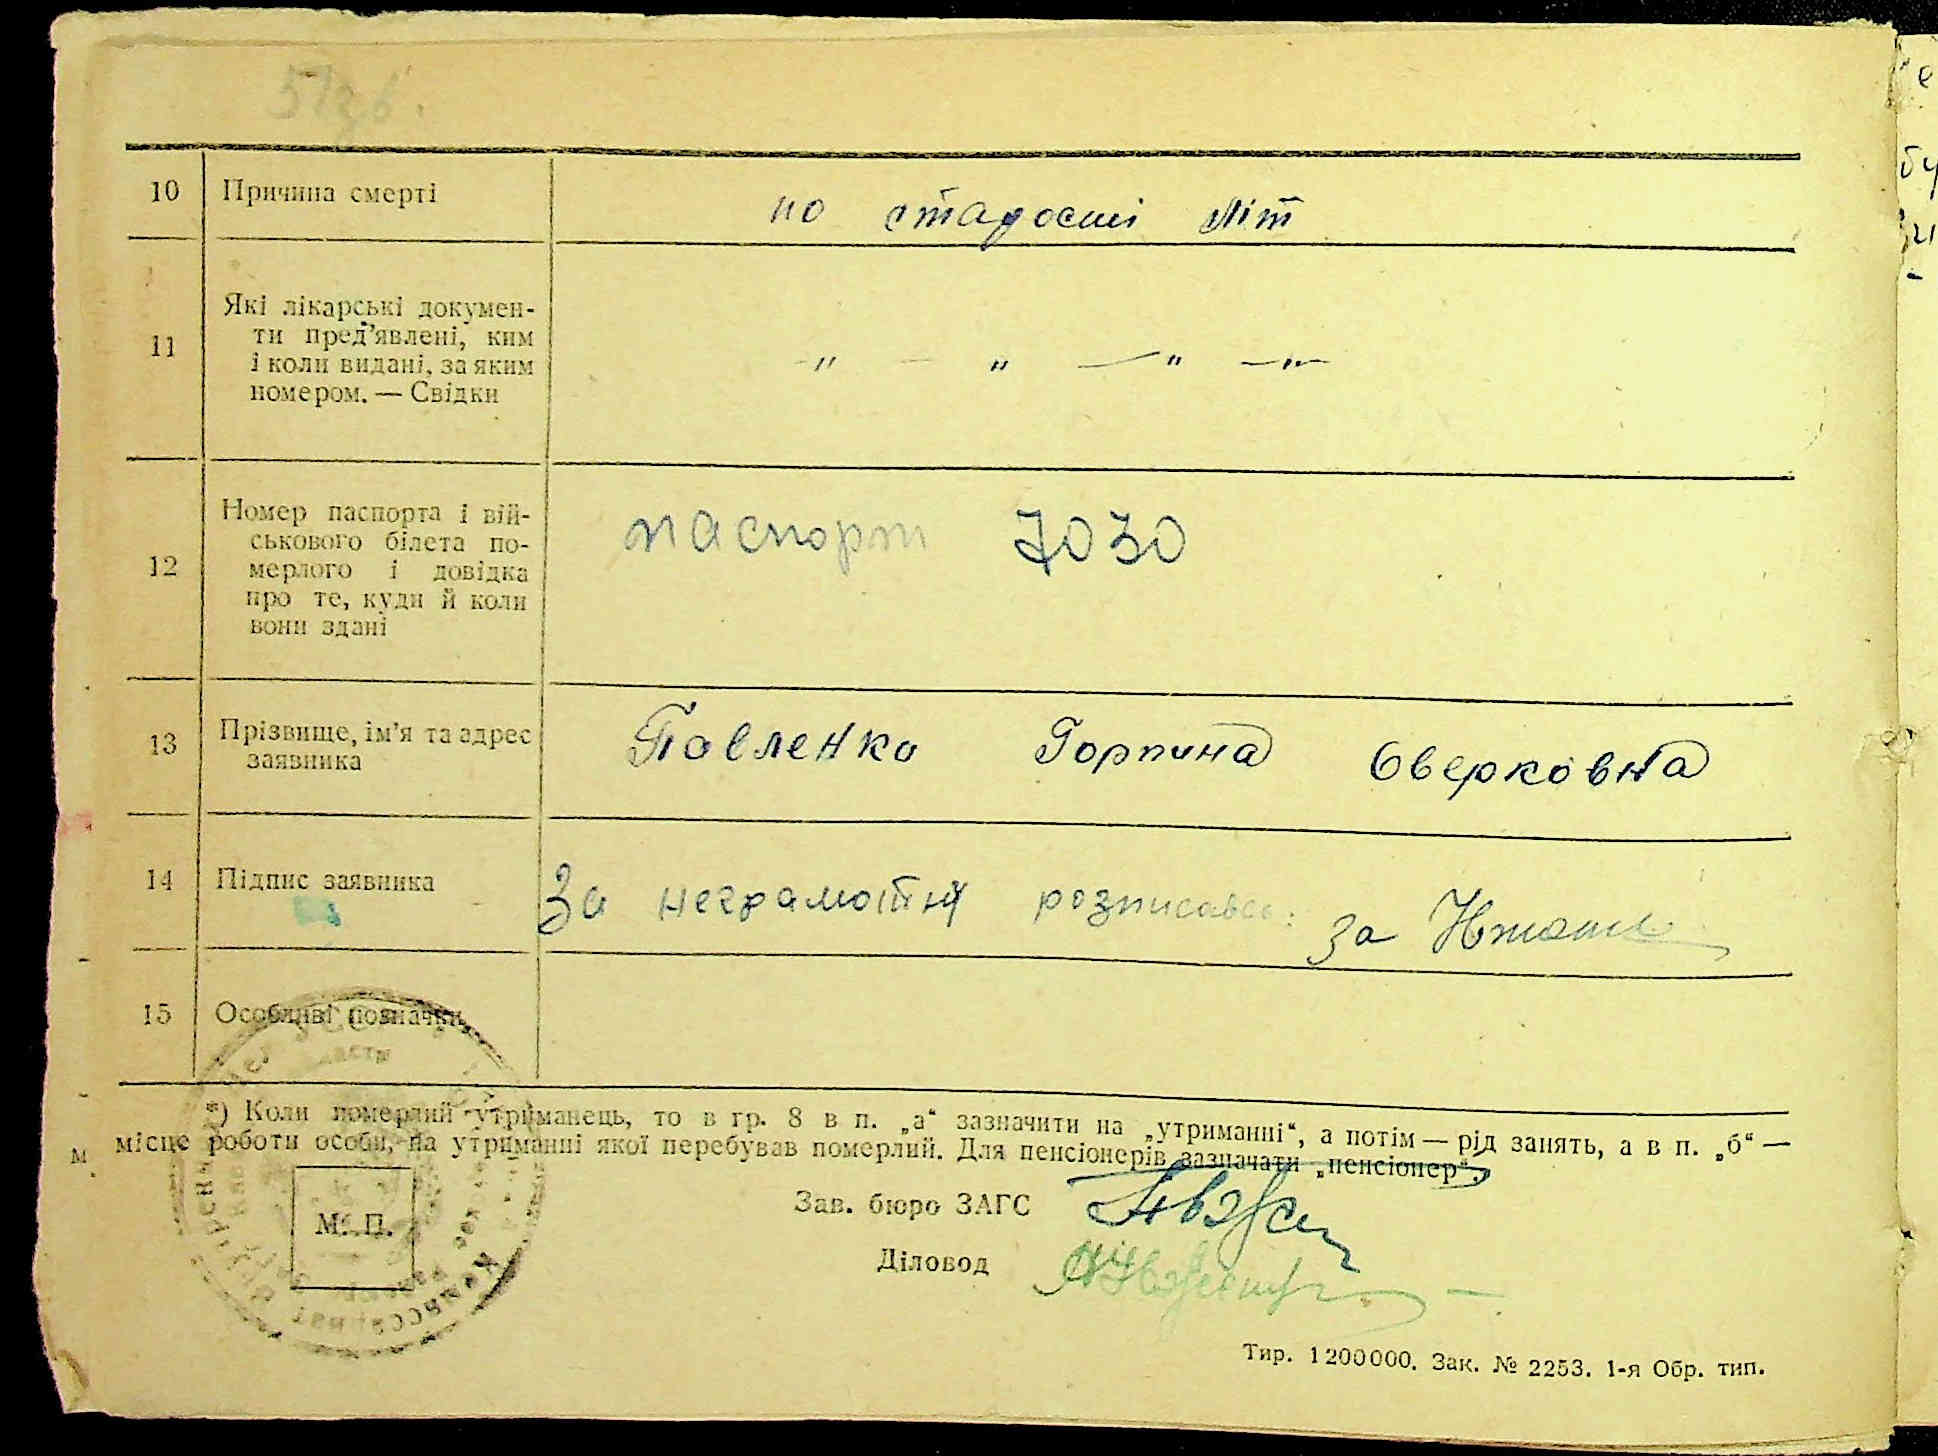 51зв.
10 Причина смерті по старости літ
11 Які лікарські докумен-
ти пред’явлені, ким
і коли видані, за яким
номером. — Свідки — „ — „ — „ — „ —
12 Номер паспорта і вій-
ськового білета по-
мерлого і довідка
про те, куди й коли
вони здані паспорт 7030
13 Прізвище, ім’я та адрес
заявника Павленко Горпина Оверковна
14 Підпис заявника За неграмотну розписавсь: за
15 Особливі позначки
*) Коли померлий утриманець, то в гр. 8 в п. „а“ зазначити на „утриманні“, а потім — рід занять, а в п. „б“ —
місце роботи особи, на утриманні якої перебував померлий. Для пенсіонерів зазначати „пенсіонер“.
М. П.
Зав. бюро ЗАГС
Діловод
Тир. 1200000. Зак. № 2253. 1-я Обр. тип.